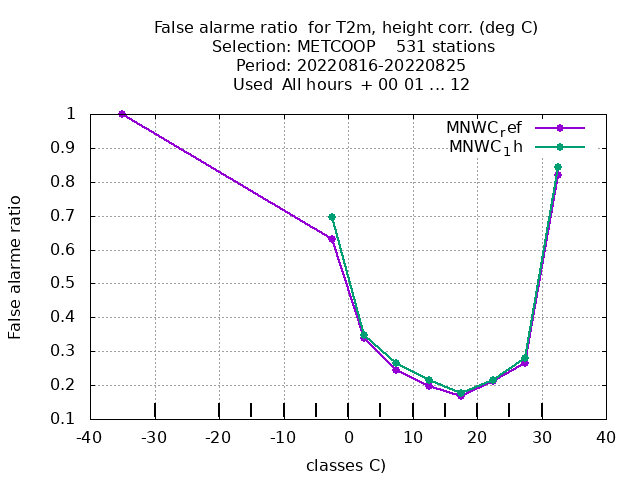 False alarme ratio  for T2m, height corr. (deg C)
Selection: METCOOP    531 stations
Period: 20220816-20220825
Used  All hours  + 00 01 ... 12
MNWC_ref
MNWC_1h
False alarme ratio
1
0.9
0.8
0.7
0.6
0.5
0.4
0.3
0.2
0.1
-40 -30 -20 -10 0 10 20 30 40
classes C)